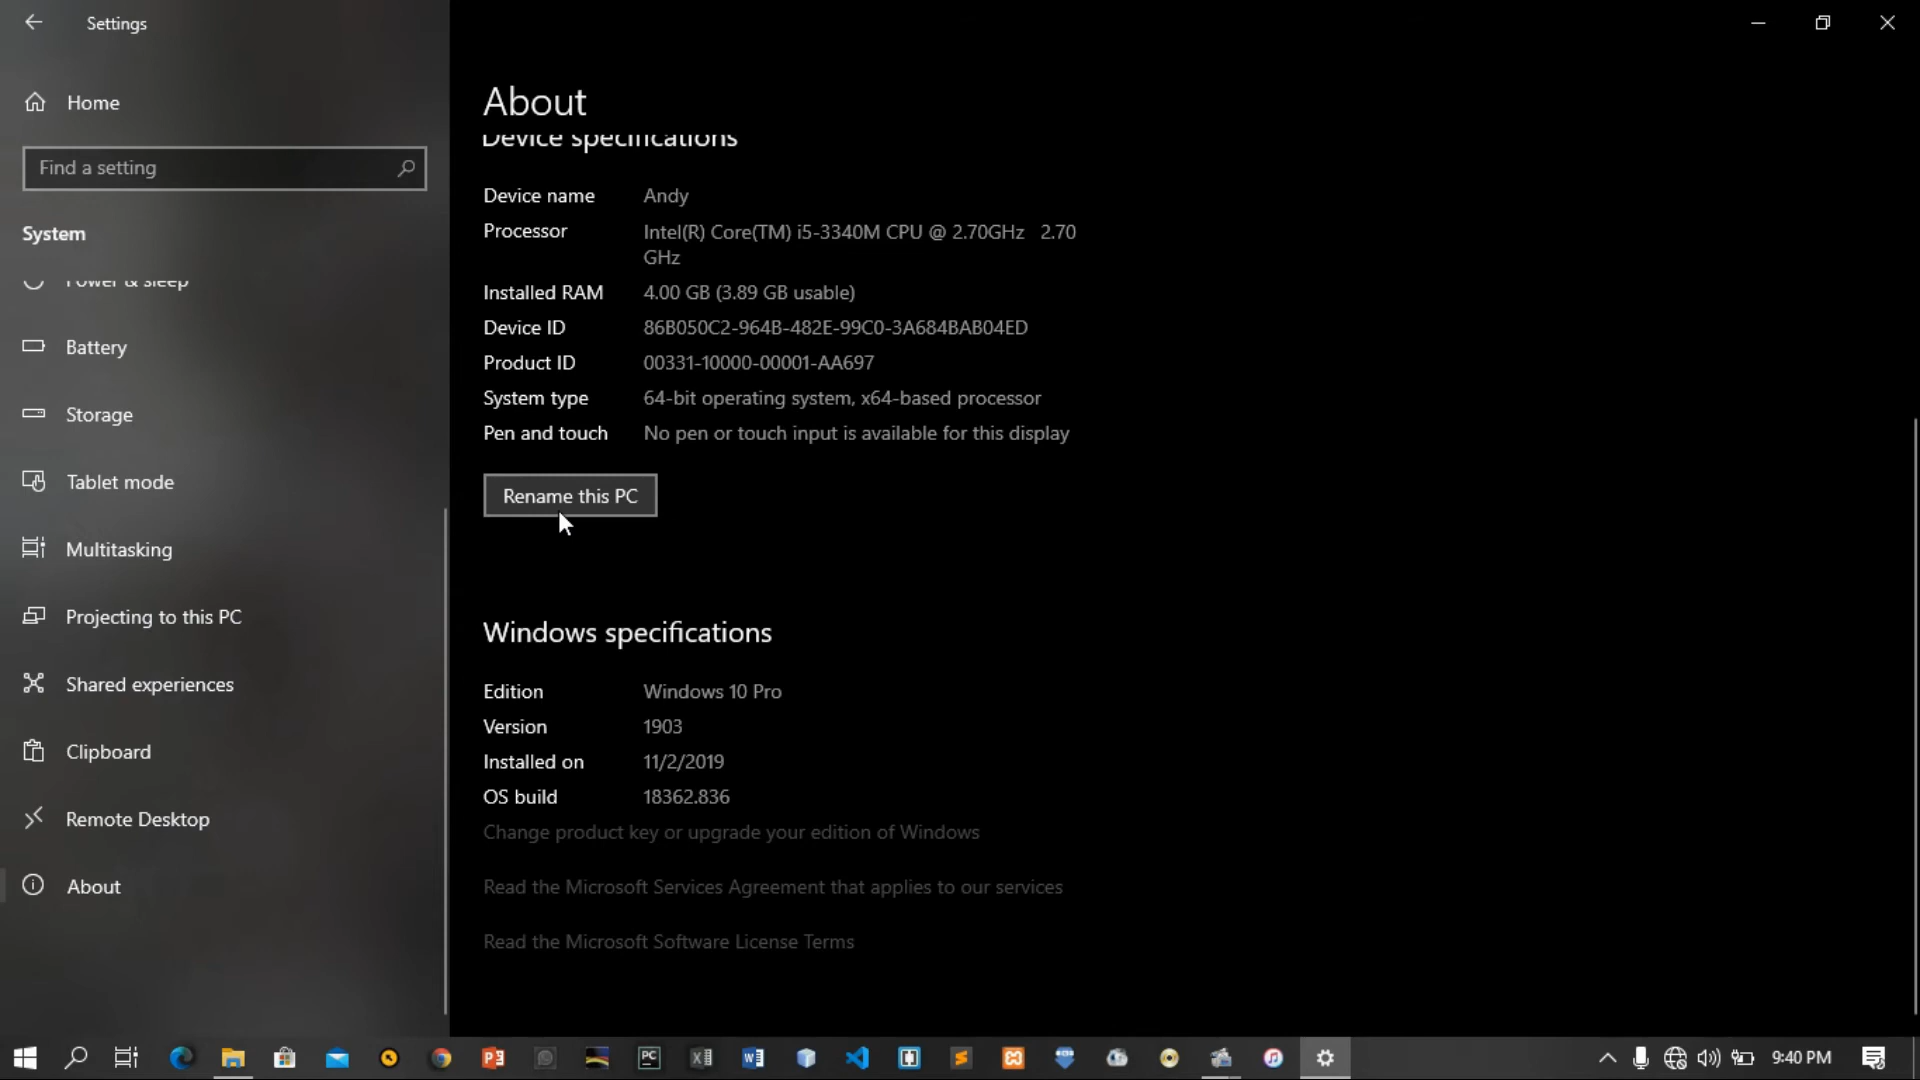 Settings
Home
Find a setting
System
Power & sleep
Battery
Storage
Tablet mode
Multitasking
Projecting to this PC
Shared experiences
Clipboard
Remote Desktop
About
About
Device specifications
Device name Andy
Processor Intel(R) Core(TM) i5-3340M CPU @ 2.70GHz 2.70
GHz
Installed RAM 4.00 GB (3.89 GB usable)
Device ID 86B050C2-964B-482E-99C0-3A684BAB04ED
Product ID 00331-10000-00001-AA697
System type 64-bit operating system, x64-based processor
Pen and touch No pen or touch input is available for this display
Rename this PC
Windows specifications
Edition Windows 10 Pro
Version 1903
Installed on 11/2/2019
OS build 18362.836
Change product key or upgrade your edition of Windows
Read the Microsoft Services Agreement that applies to our services
Read the Microsoft Software License Terms
9:40 PM